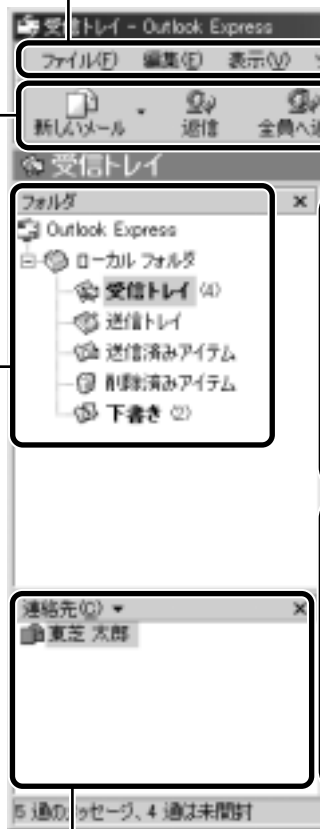 受信トレイ - Outlook Express
ファイル(F) 編集(E) 表示(V)
新しいメール 返信 全員へ
受信トレイ
フォルダ ×
Outlook Express
ローカル フォルダ
受信トレイ (4)
送信トレイ
送信済みアイテム
削除済みアイテム
下書き (2)
連絡先(C) ▼ ×
東芝 太郎
5 通のメッセージ、4 通は未開封